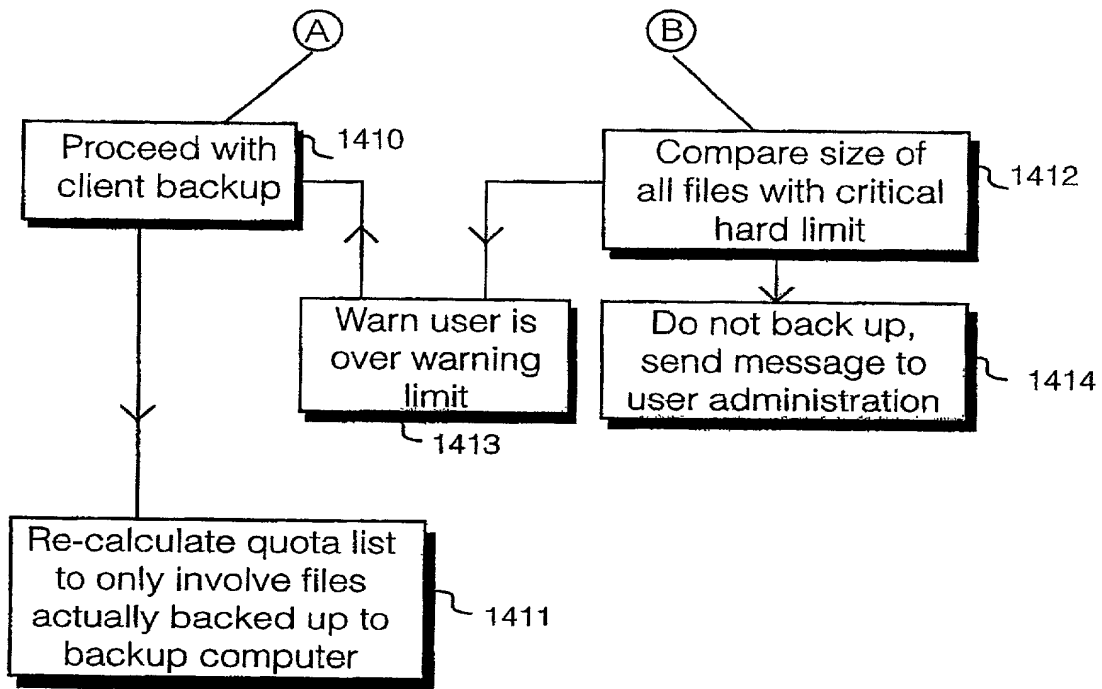 A
B
Proceed with
client backup
1410
Compare size of
all files with critical
hard limit
1412
Warn user is
over warning
limit
1413
Do not back up,
send message to
user administration
1414
Re-calculate quota list
to only involve files
actually backed up to
backup computer
1411